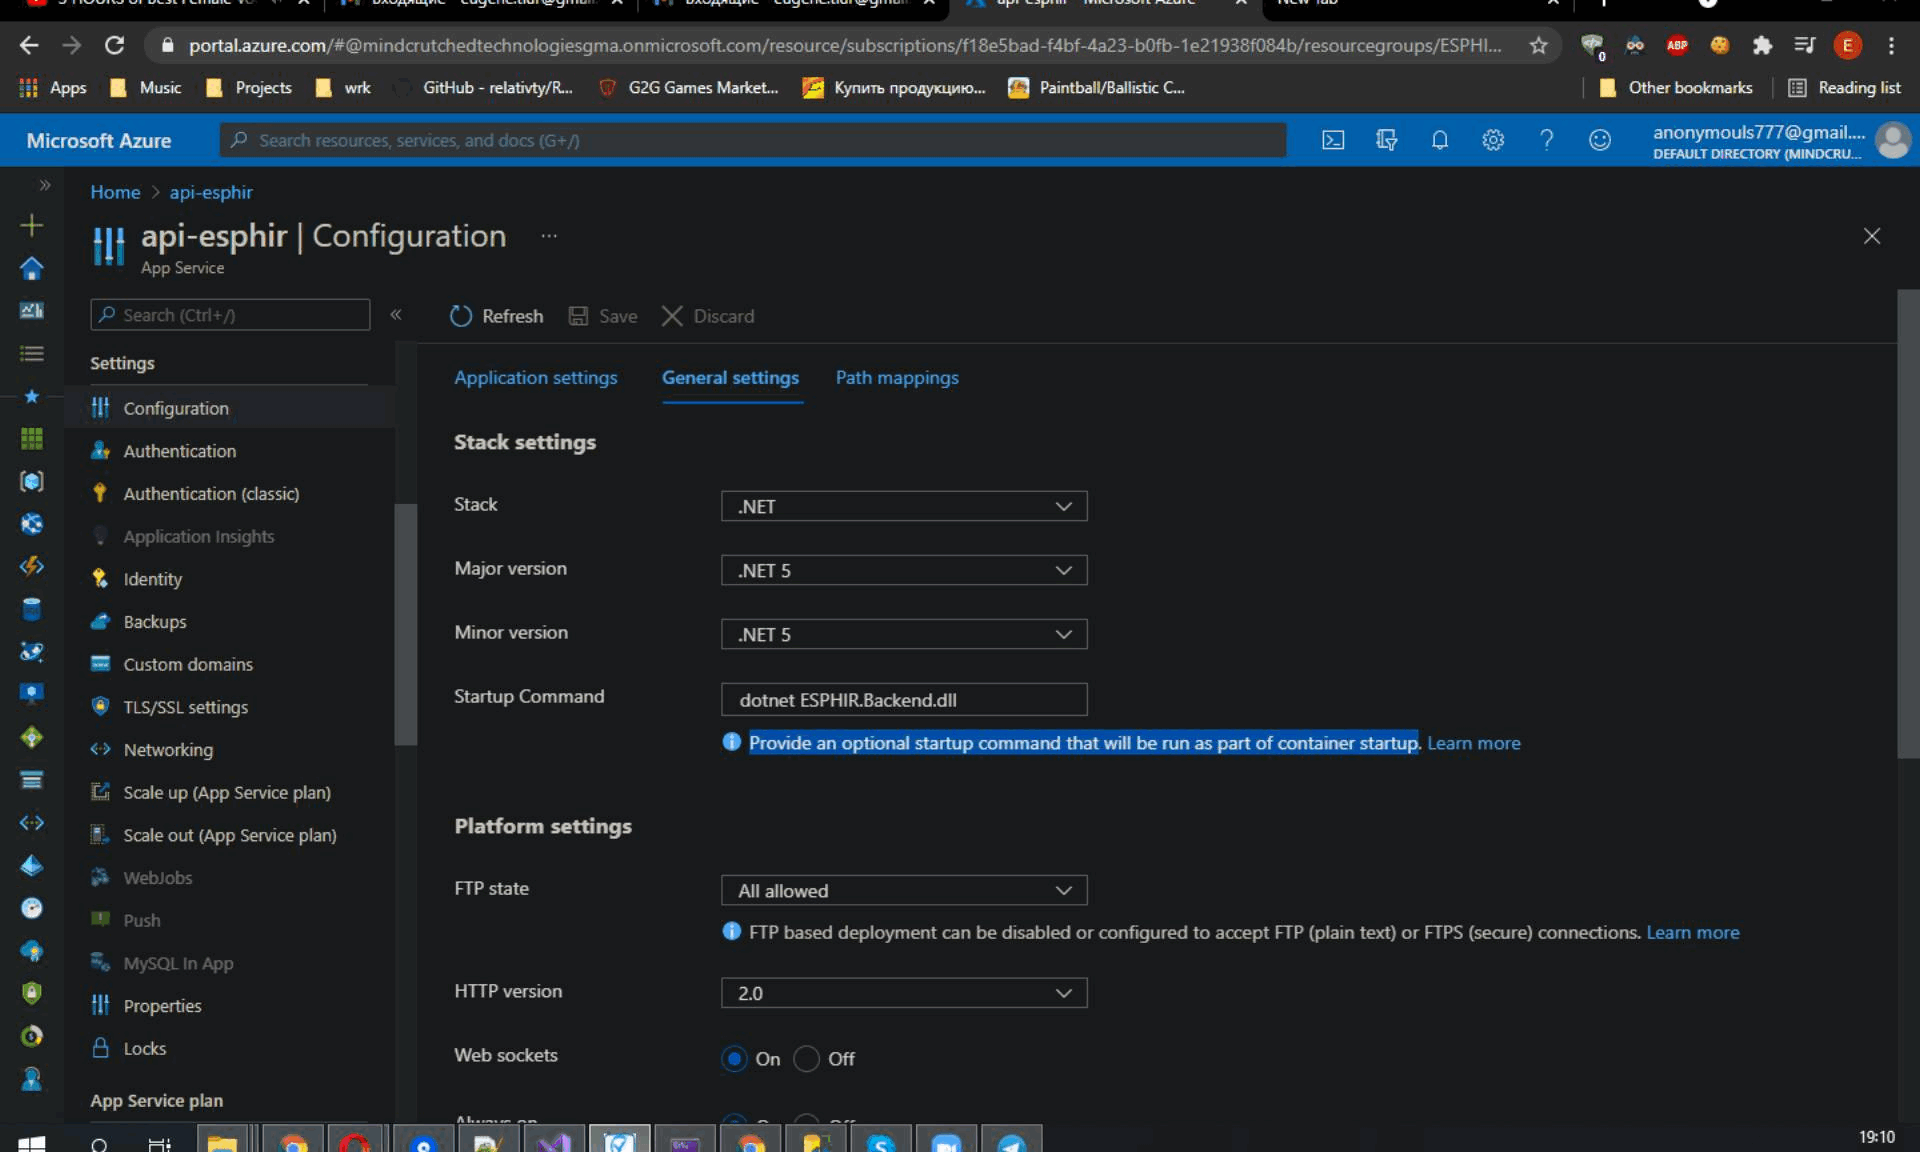 portal.azure.com/#@mindcrutchedtechnologiesgma.onmicrosoft.com/resource/subscriptions/f18e5bad-f4bf-4a23-b0fb-1e21938f084b/resourcegroups/ESPHI...
0
ABP
E
Apps
Music
Projects
wrk
GitHub - relativty/R...
G2G Games Market...
Купить продукцию...
Paintball/Ballistic C...
Other bookmarks
Reading list
Microsoft Azure
Search resources, services, and docs (G+/)
anonymouls777@gmail....
DEFAULT DIRECTORY (MINDCRU...
Home > api-esphir
api-esphir | Configuration ...
App Service
Search (Ctrl+/)
Refresh
Save
Discard
Settings
Configuration
Authentication
Authentication (classic)
Application Insights
Identity
Backups
Custom domains
TLS/SSL settings
Networking
Scale up (App Service plan)
Scale out (App Service plan)
WebJobs
Push
MySQL In App
Properties
Locks
App Service plan
Application settings
General settings
Path mappings
Stack settings
Stack
.NET
Major version
.NET 5
Minor version
.NET 5
Startup Command
dotnet ESPHIR.Backend.dll
Provide an optional startup command that will be run as part of container startup. Learn more
Platform settings
FTP state
All allowed
FTP based deployment can be disabled or configured to accept FTP (plain text) or FTPS (secure) connections. Learn more
HTTP version
2.0
Web sockets
On
Off
19:10